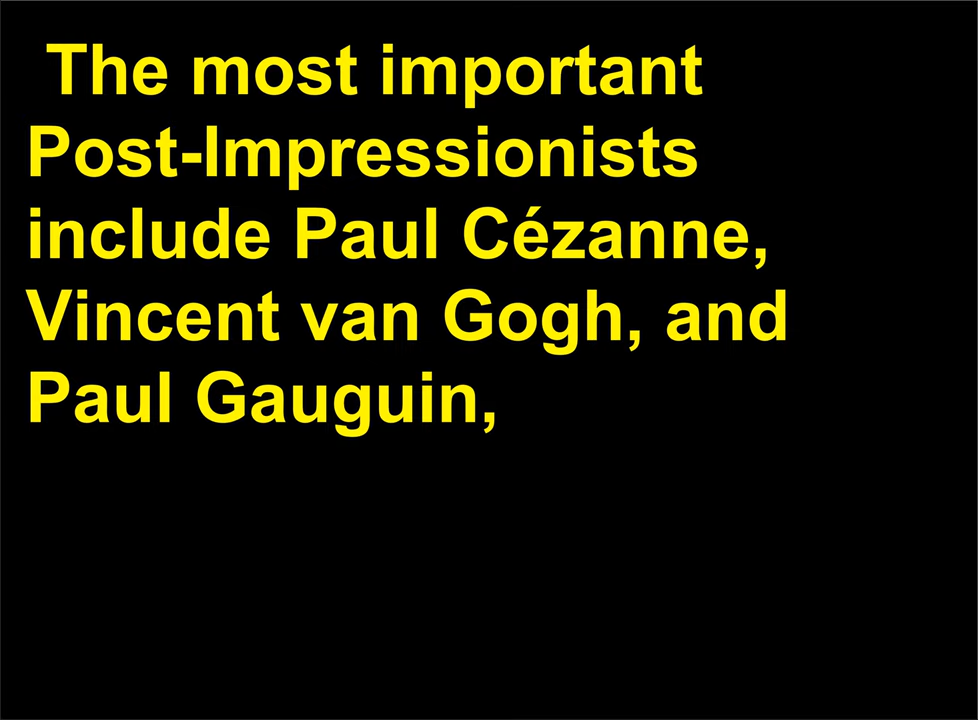 The most important
Post-Impressionists
include Paul Cézanne,
Vincent van Gogh, and
Paul Gauguin,